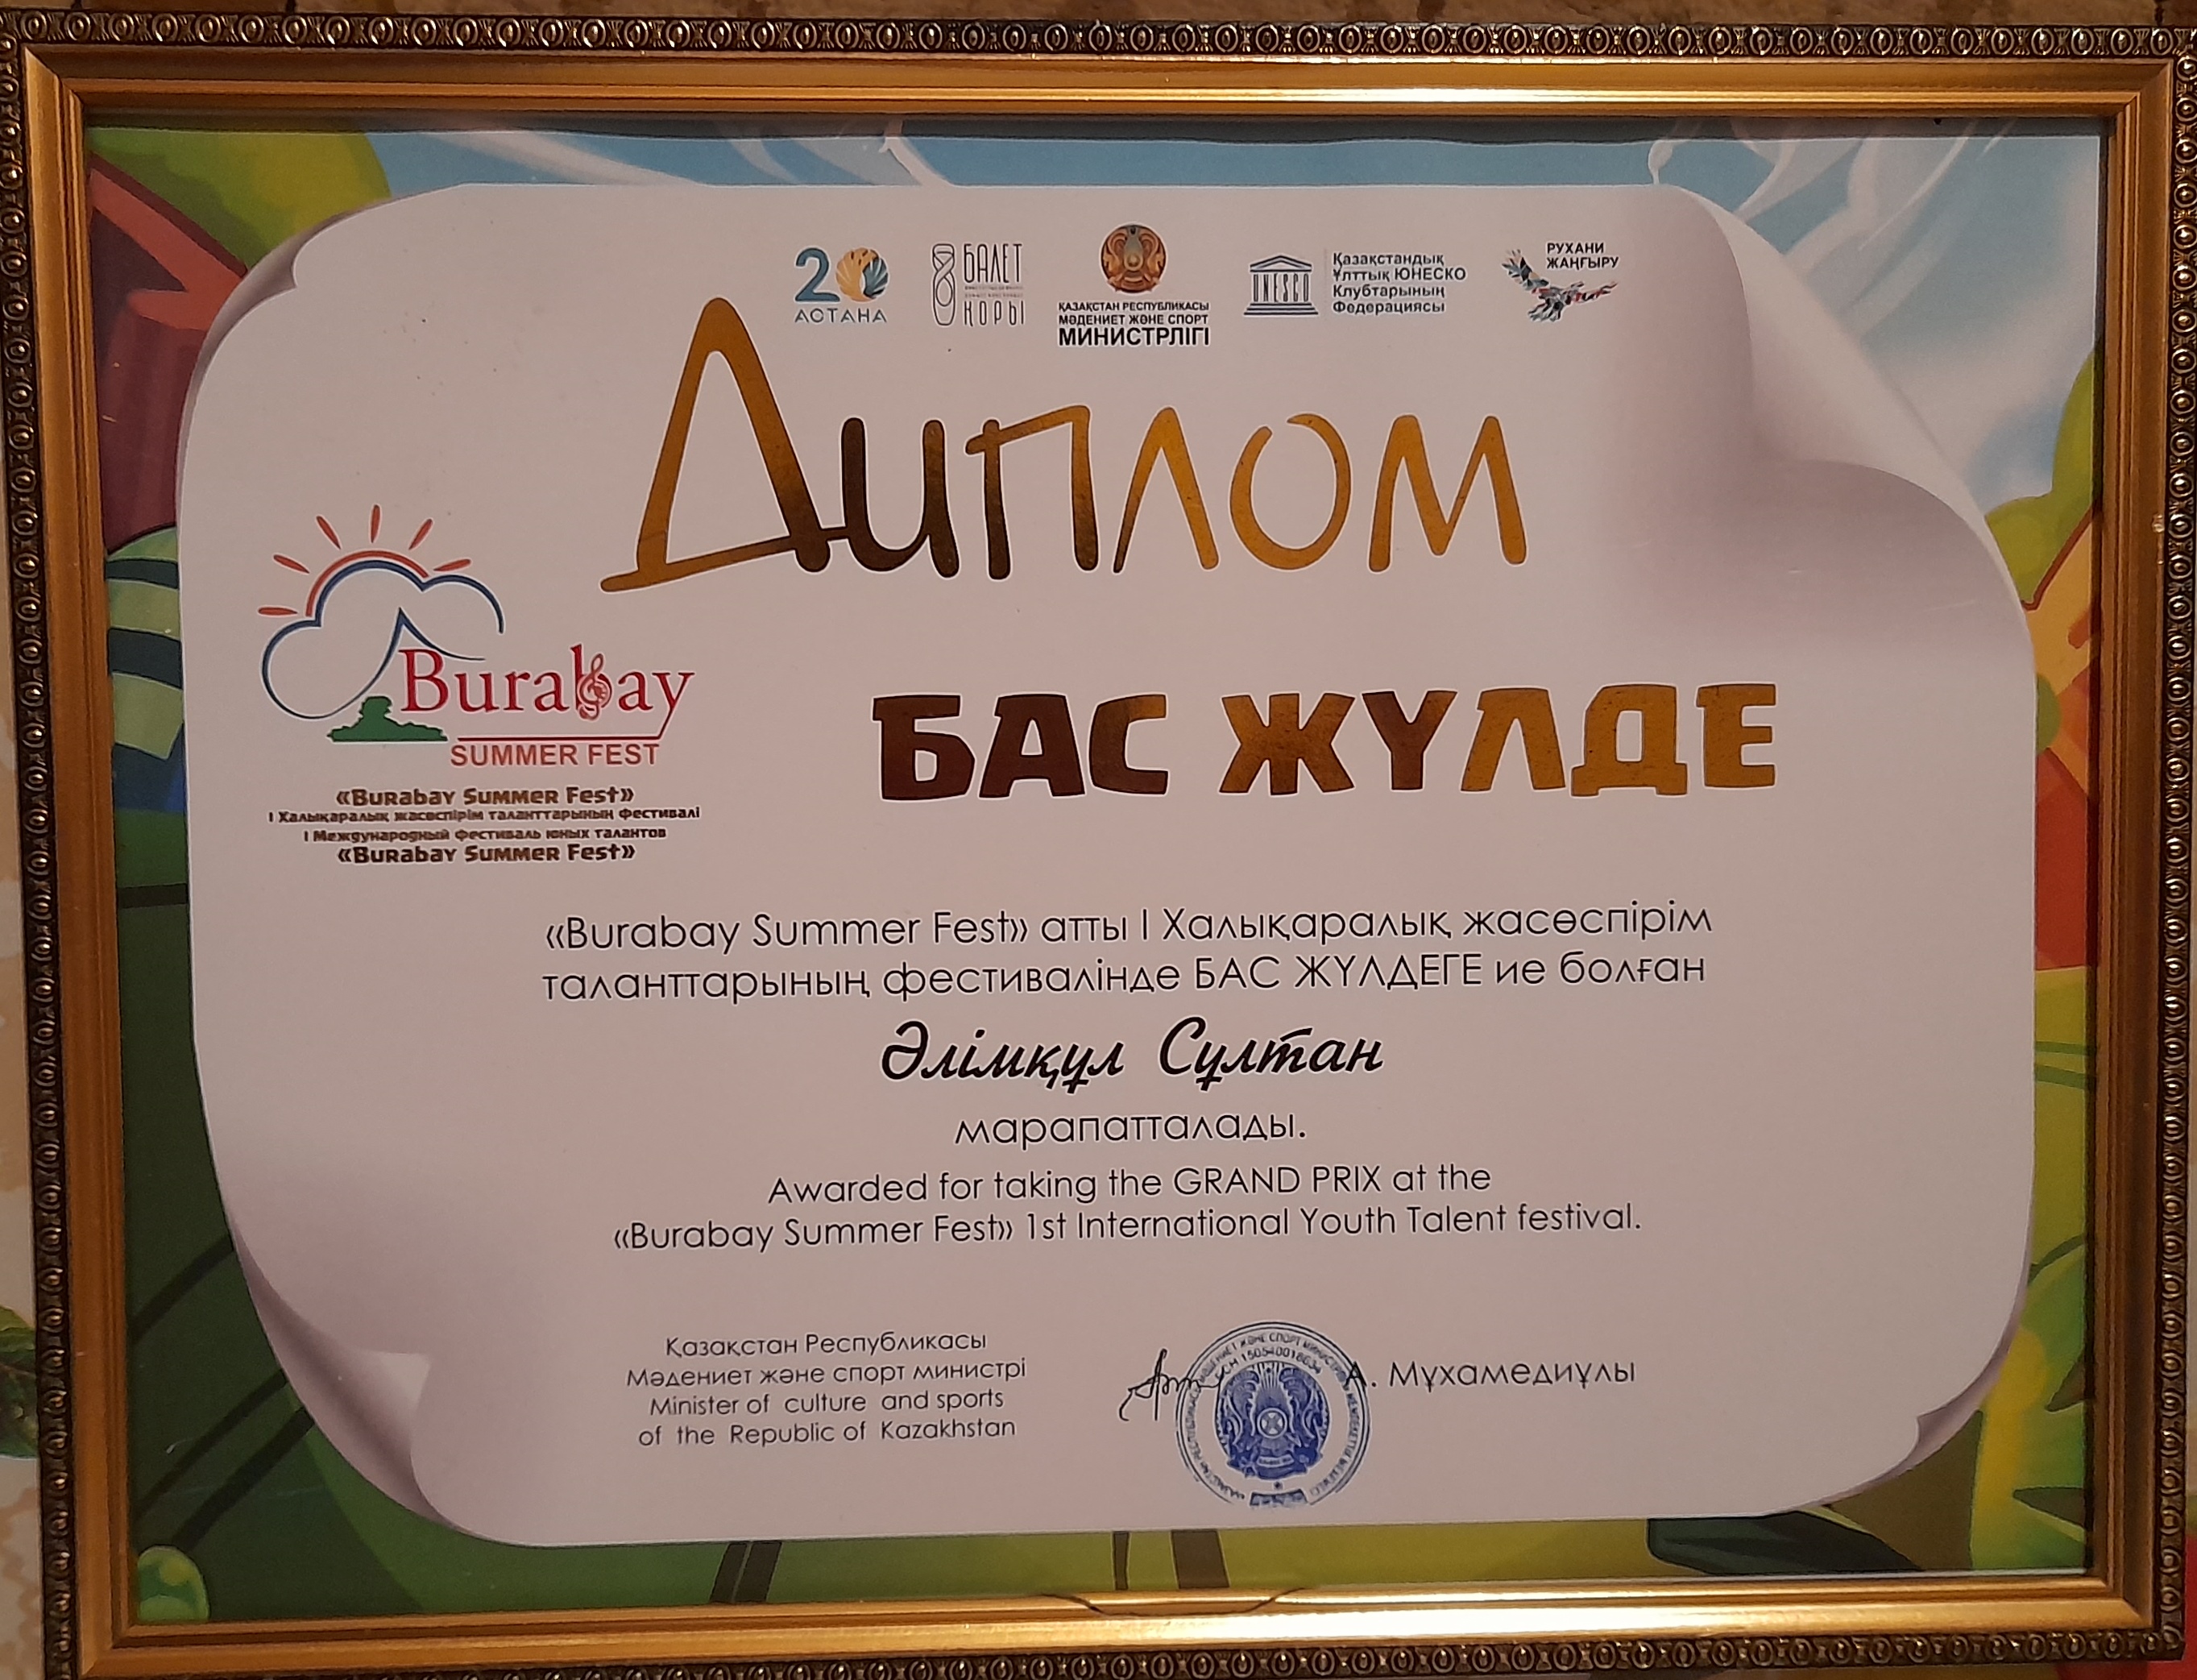 20
АСТАНА
БАЛЕТ
ҚОРЫ
ҚАЗАҚСТАН РЕСПУБЛИКАСЫ
МӘДЕНИЕТ ЖӘНЕ СПОРТ
МИНИСТРЛІГІ
UNESCO
Қазақстандық
Ұлттық ЮНЕСКО
Клубтарының
Федерациясы
РУХАНИ
ЖАҢҒЫРУ
Диплом
Burabay
SUMMER FEST
«Burabay Summer Fest»
I Халықаралық жасөспірім таланттарының фестивалі
I Международный фестиваль юных талантов
«Burabay Summer Fest»
БАС ЖҮЛДЕ
«Burabay Summer Fest» атты I Халықаралық жасөспірім
таланттарының фестивалінде БАС ЖҮЛДЕГЕ ие болған
Әлімқұл Сұлтан
марапатталады.
Awarded for taking the GRAND PRIX at the
«Burabay Summer Fest» 1st International Youth Talent festival.
Қазақстан Республикасы
Мәдениет және спорт министрі
Minister of culture and sports
of the Republic of Kazakhstan
А. Мұхамедиұлы